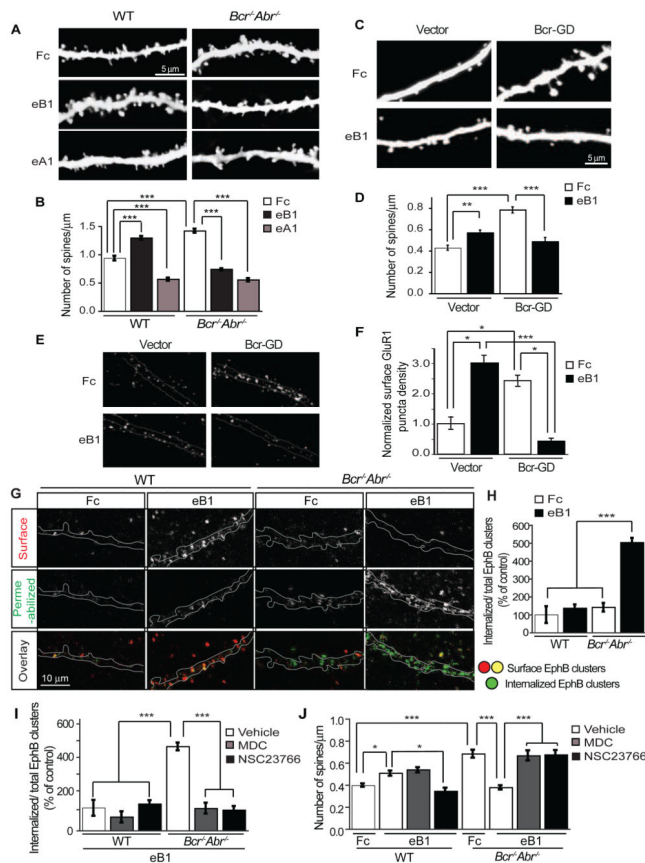 A
WT
Bcr-/-Abr-/-
Fc
5 µm
eB1
eA1
B
Number of spines/µm
1.5
1.0
0.5
0.0
***
***
***
***
***
***
Fc
eB1
eA1
WT
Bcr-/-Abr-/-
C
Vector
Bcr-GD
Fc
eB1
5 µm
D
Number of spines/µm
0.8
0.6
0.4
0.2
0
**
***
***
Fc
eB1
Vector
Bcr-GD
E
Vector
Bcr-GD
Fc
eB1
F
Normalized surface GluR1
puncta density
3.0
2.0
1.0
0.0
*
*
***
*
Fc
eB1
Vector
Bcr-GD
G
WT
Bcr-/-Abr-/-
Fc
eB1
Fc
eB1
Surface
Perme
-abilized
Overlay
10 µm
H
Internalized/ total EphB clusters
(% of control)
600
500
400
300
200
100
0
***
Fc
eB1
WT
Bcr-/-Abr-/-
Surface EphB clusters
Internalized EphB clusters
I
Internalized/ total EphB clusters
(% of control)
600
400
200
0
***
***
Vehicle
MDC
NSC23766
WT
Bcr-/-Abr-/-
eB1
J
Number of spines/µm
0.8
0.6
0.4
0.2
0
*
*
***
***
***
Vehicle
MDC
NSC23766
Fc
eB1
Fc
eB1
WT
Bcr-/-Abr-/-